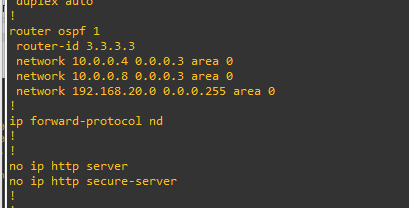 duplex auto
!
router ospf 1
router-id 3.3.3.3
network 10.0.0.4 0.0.0.3 area 0
network 10.0.0.8 0.0.0.3 area 0
network 192.168.20.0 0.0.0.255 area 0
!
ip forward-protocol nd
!
!
no ip http server
no ip http secure-server
!
!